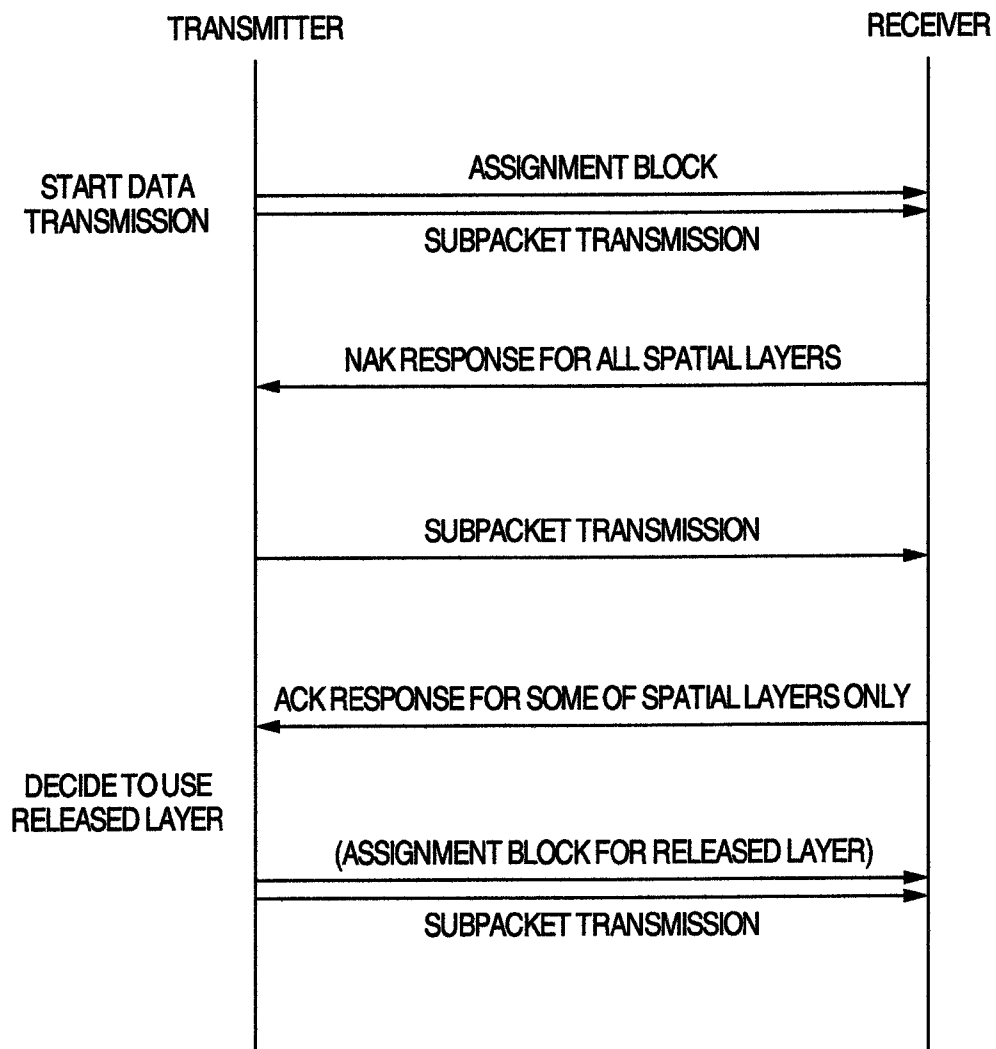 TRANSMITTER
RECEIVER
START DATA
TRANSMISSION
ASSIGNMENT BLOCK
SUBPACKET TRANSMISSION
NAK RESPONSE FOR ALL SPATIAL LAYERS
SUBPACKET TRANSMISSION
ACK RESPONSE FOR SOME OF SPATIAL LAYERS ONLY
DECIDE TO USE
RELEASED LAYER
(ASSIGNMENT BLOCK FOR RELEASED LAYER)
SUBPACKET TRANSMISSION